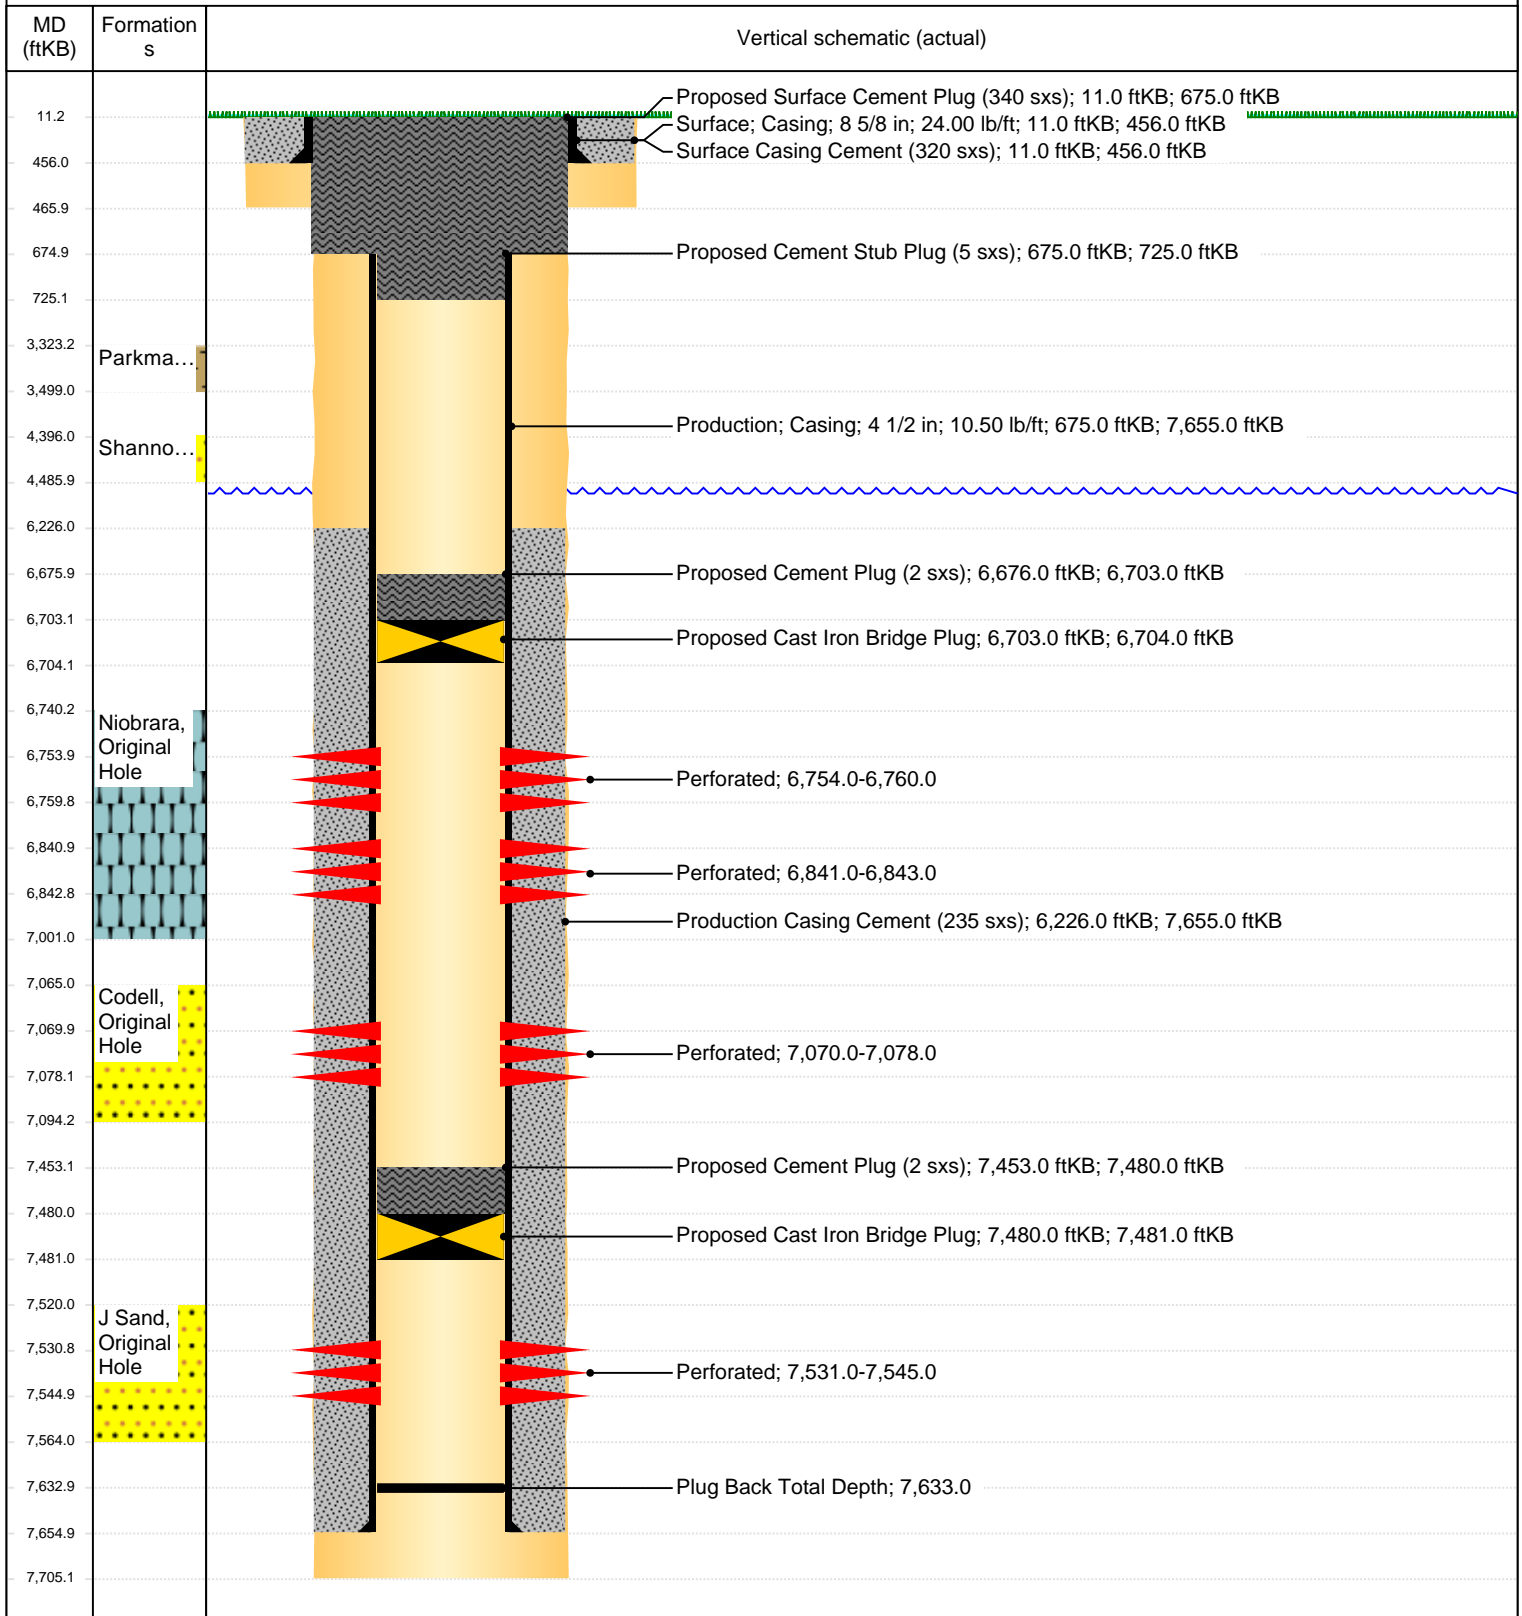 MD
(ftKB)
Formation
s
Vertical schematic (actual)
11.2
Proposed Surface Cement Plug (340 sxs); 11.0 ftKB; 675.0 ftKB
Surface; Casing; 8 5/8 in; 24.00 lb/ft; 11.0 ftKB; 456.0 ftKB
Surface Casing Cement (320 sxs); 11.0 ftKB; 456.0 ftKB
456.0
465.9
674.9
Proposed Cement Stub Plug (5 sxs); 675.0 ftKB; 725.0 ftKB
725.1
3,323.2
Parkma...
3,499.0
Production; Casing; 4 1/2 in; 10.50 lb/ft; 675.0 ftKB; 7,655.0 ftKB
4,396.0
Shanno...
4,485.9
6,226.0
6,675.9
Proposed Cement Plug (2 sxs); 6,676.0 ftKB; 6,703.0 ftKB
6,703.1
Proposed Cast Iron Bridge Plug; 6,703.0 ftKB; 6,704.0 ftKB
6,704.1
6,740.2
Niobrara,
Original
Hole
6,753.9
Perforated; 6,754.0-6,760.0
6,759.8
6,840.9
Perforated; 6,841.0-6,843.0
6,842.8
Production Casing Cement (235 sxs); 6,226.0 ftKB; 7,655.0 ftKB
7,001.0
7,065.0
Codell,
Original
Hole
7,069.9
Perforated; 7,070.0-7,078.0
7,078.1
7,094.2
7,453.1
Proposed Cement Plug (2 sxs); 7,453.0 ftKB; 7,480.0 ftKB
7,480.0
Proposed Cast Iron Bridge Plug; 7,480.0 ftKB; 7,481.0 ftKB
7,481.0
7,520.0
J Sand,
Original
Hole
7,530.8
Perforated; 7,531.0-7,545.0
7,544.9
7,564.0
7,632.9
Plug Back Total Depth; 7,633.0
7,654.9
7,705.1